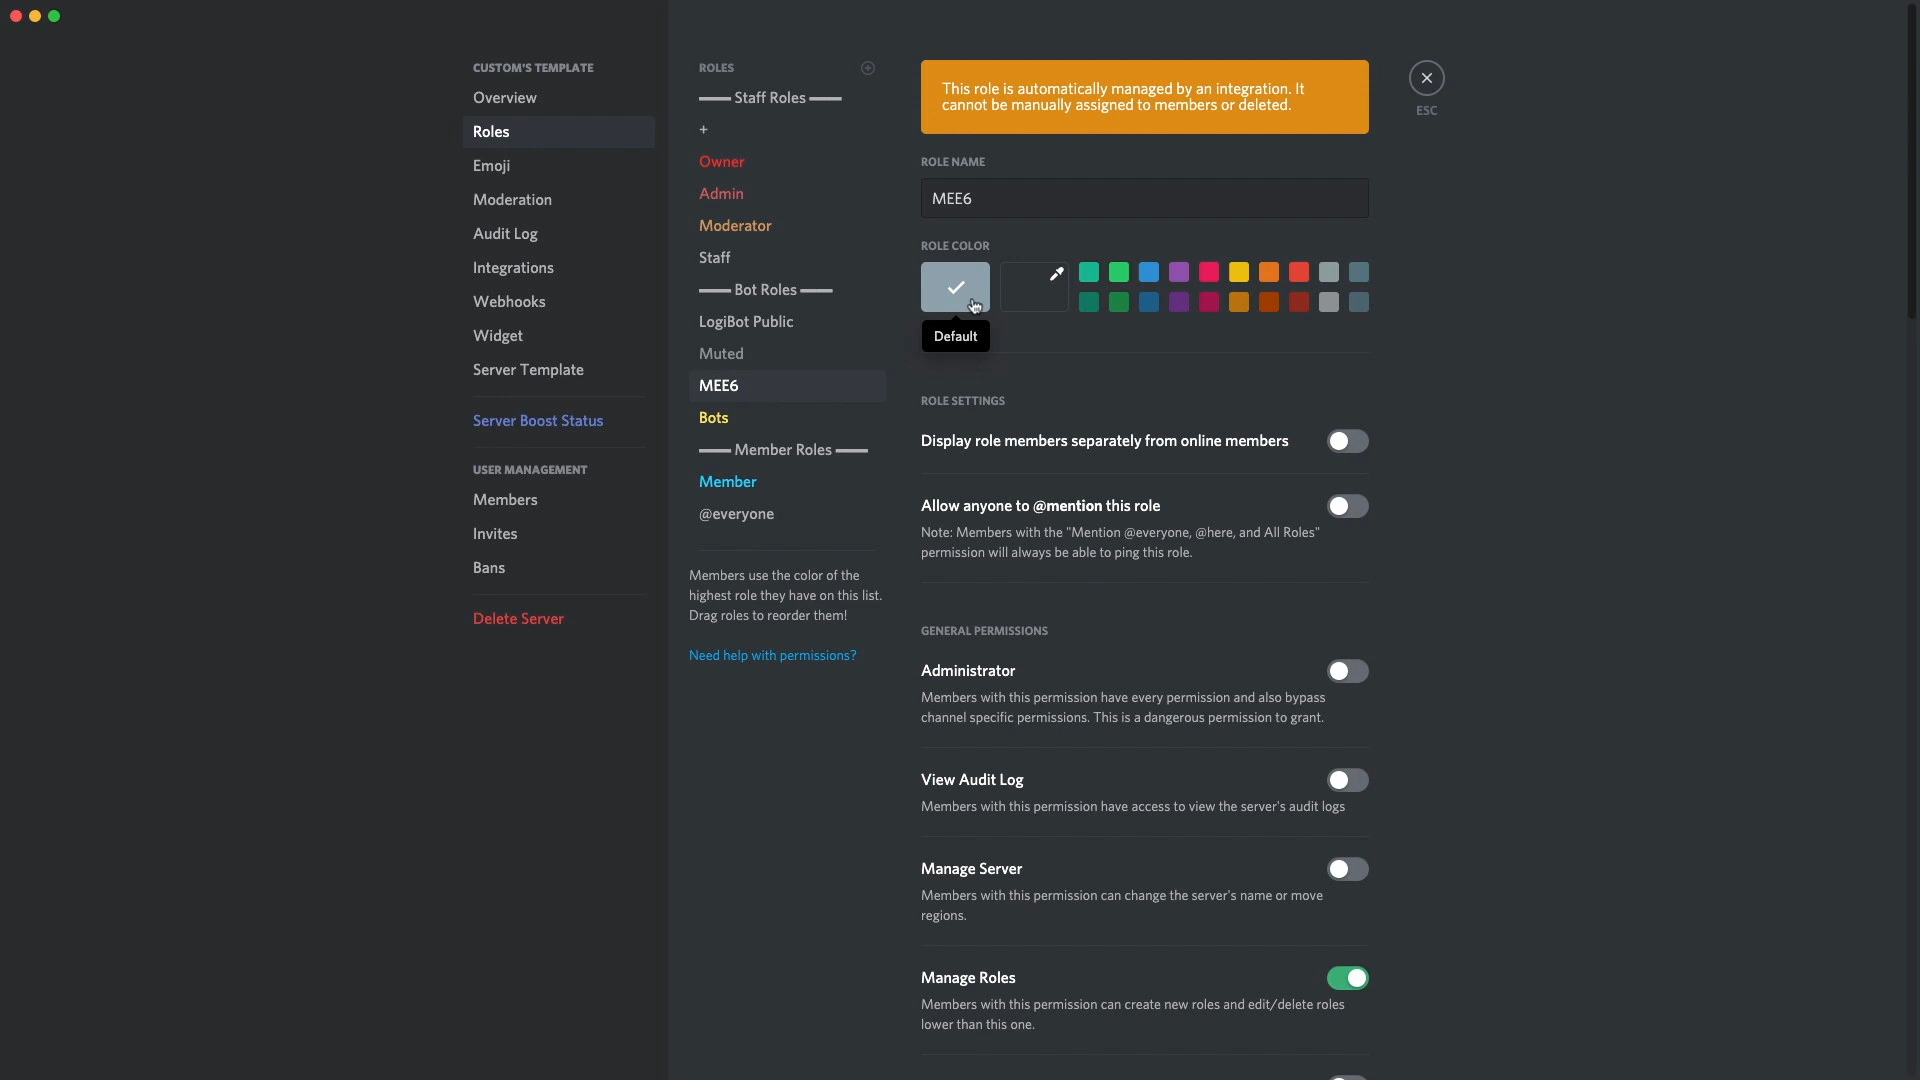 CUSTOM'S TEMPLATE
Overview
Roles
Emoji
Moderation
Audit Log
Integrations
Webhooks
Widget
Server Template
Server Boost Status
USER MANAGEMENT
Members
Invites
Bans
Delete Server
ROLES
Staff Roles
+
Owner
Admin
Moderator
Staff
Bot Roles
LogiBot Public
Muted
MEE6
Bots
Member Roles
Member
@everyone
Members use the color of the
highest role they have on this list.
Drag roles to reorder them!
Need help with permissions?
This role is automatically managed by an integration. It
cannot be manually assigned to members or deleted.
ROLE NAME
MEE6
ROLE COLOR
Default
ROLE SETTINGS
Display role members separately from online members
Allow anyone to @mention this role
Note: Members with the "Mention @everyone, @here, and All Roles"
permission will always be able to ping this role.
GENERAL PERMISSIONS
Administrator
Members with this permission have every permission and also bypass
channel specific permissions. This is a dangerous permission to grant.
View Audit Log
Members with this permission have access to view the server's audit logs
Manage Server
Members with this permission can change the server's name or move
regions.
Manage Roles
Members with this permission can create new roles and edit/delete roles
lower than this one.
ESC